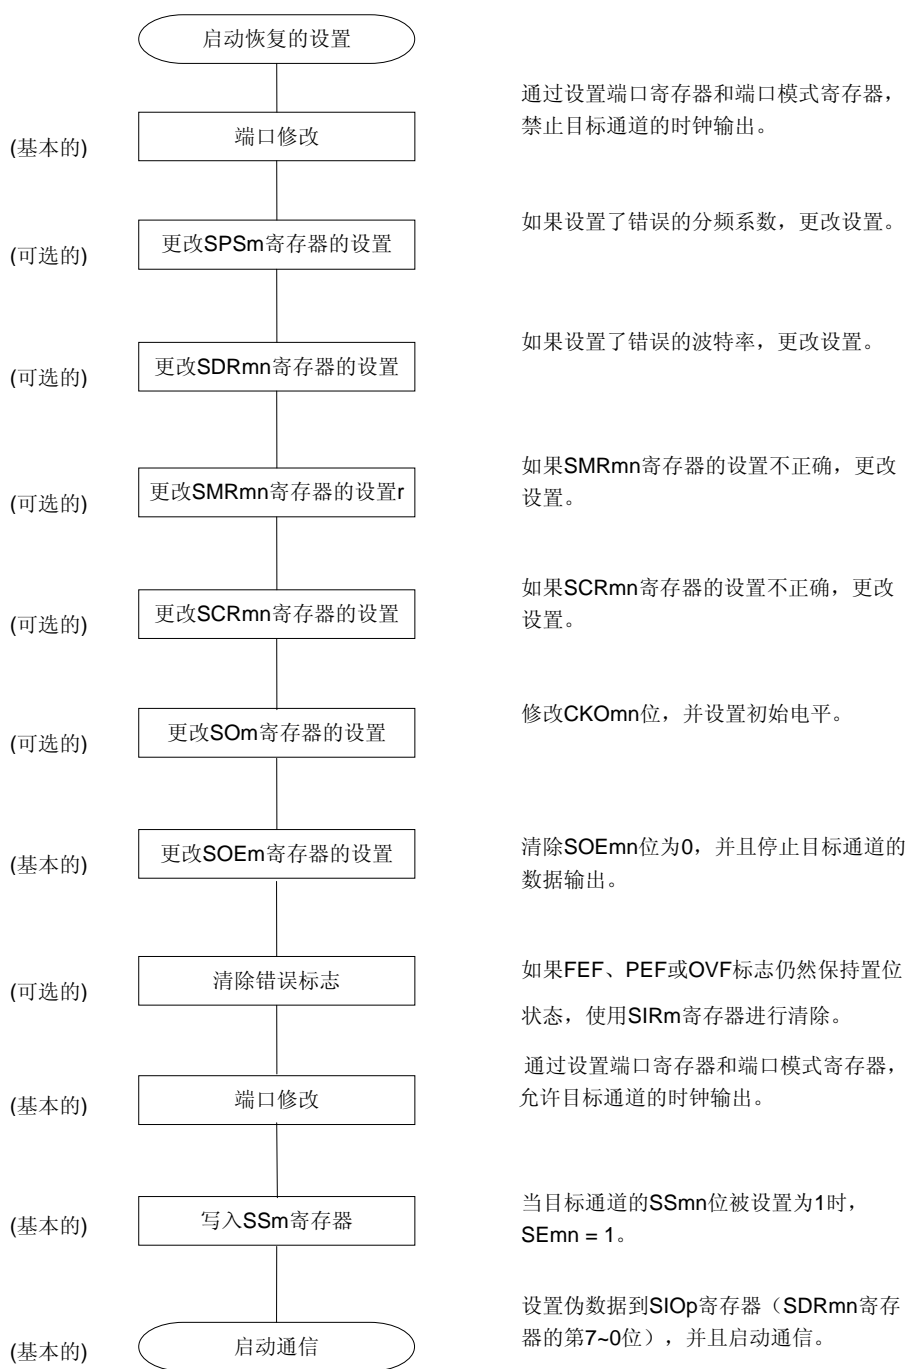 启动恢复的设置
通过设置端口寄存器和端口模式寄存器，
禁止目标通道的时钟输出。
(基本的)
端口修改
如果设置了错误的分频系数，更改设置。
(可选的)
更改SPSm寄存器的设置
如果设置了错误的波特率，更改设置。
(可选的)
更改SDRmn寄存器的设置
如果SMRmn寄存器的设置不正确，更改
设置。
(可选的)
更改SMRmn寄存器的设置r
如果SCRmn寄存器的设置不正确，更改
设置。
(可选的)
更改SCRmn寄存器的设置
修改CKOmn位，并设置初始电平。
(可选的)
更改SOm寄存器的设置
清除SOEmn位为0，并且停止目标通道的
数据输出。
(基本的)
更改SOEm寄存器的设置
如果FEF、PEF或OVF标志仍然保持置位
状态，使用SIRm寄存器进行清除。
(可选的)
清除错误标志
通过设置端口寄存器和端口模式寄存器，
允许目标通道的时钟输出。
(基本的)
端口修改
当目标通道的SSmn位被设置为1时，
SEmn = 1。
(基本的)
写入SSm寄存器
设置伪数据到SIOp寄存器（SDRmn寄存
器的第7~0位），并且启动通信。
(基本的)
启动通信